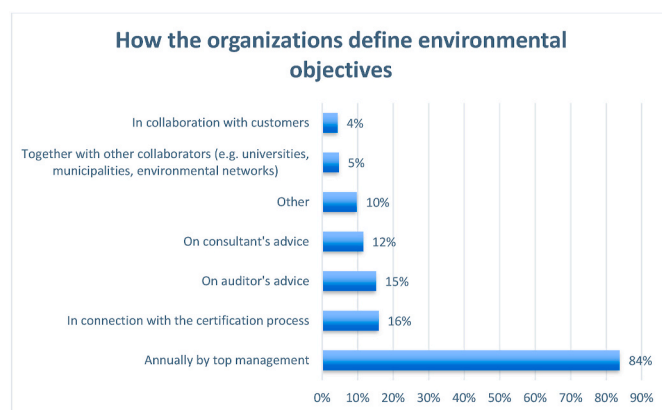 How the organizations define environmental
objectives
In collaboration with customers
4%
Together with other collaborators (e.g. universities,
municipalities, environmental networks)
5%
Other
10%
On consultant's advice
12%
On auditor's advice
15%
In connection with the certification process
16%
Annually by top management
84%
0% 10% 20% 30% 40% 50% 60% 70% 80% 90%